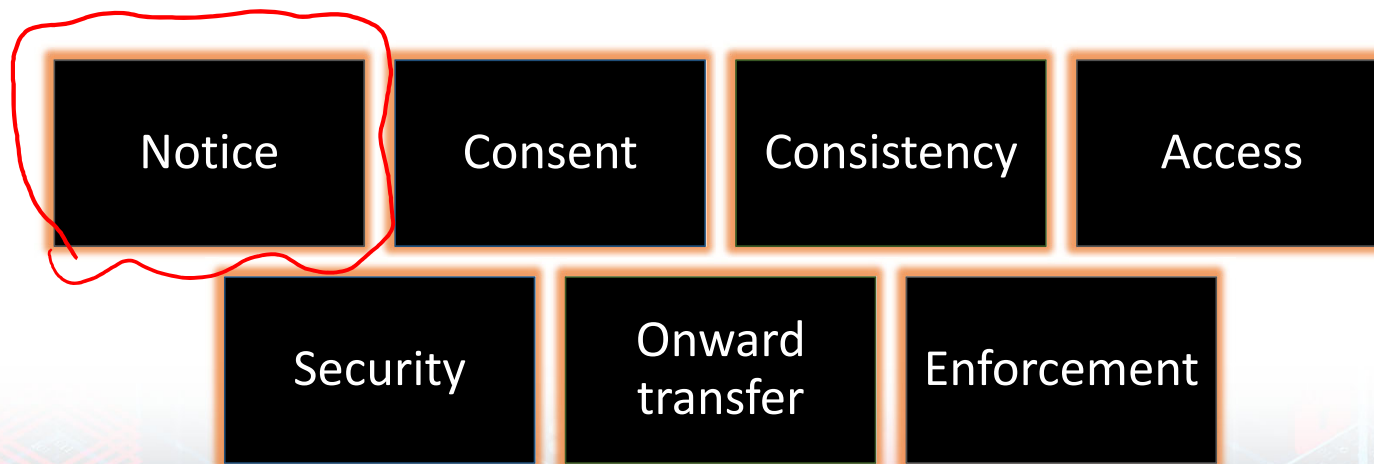 Notice
Consent
Consistency
Access
Security
Onward
transfer
Enforcement